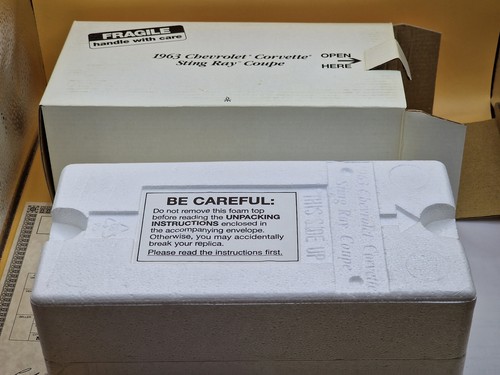 FRAGILE
handle with care
1963 Chevrolet Corvette
Sting Ray Coupe
OPEN
HERE
BE CAREFUL:
Do not remove this foam top
before reading the UNPACKING
INSTRUCTIONS enclosed in
the accompanying envelope.
Otherwise, you may accidentally
break your replica.
Please read the instructions first.
THIS SIDE UP
1963 Chevrolet Corvette
Sting Ray Coupe